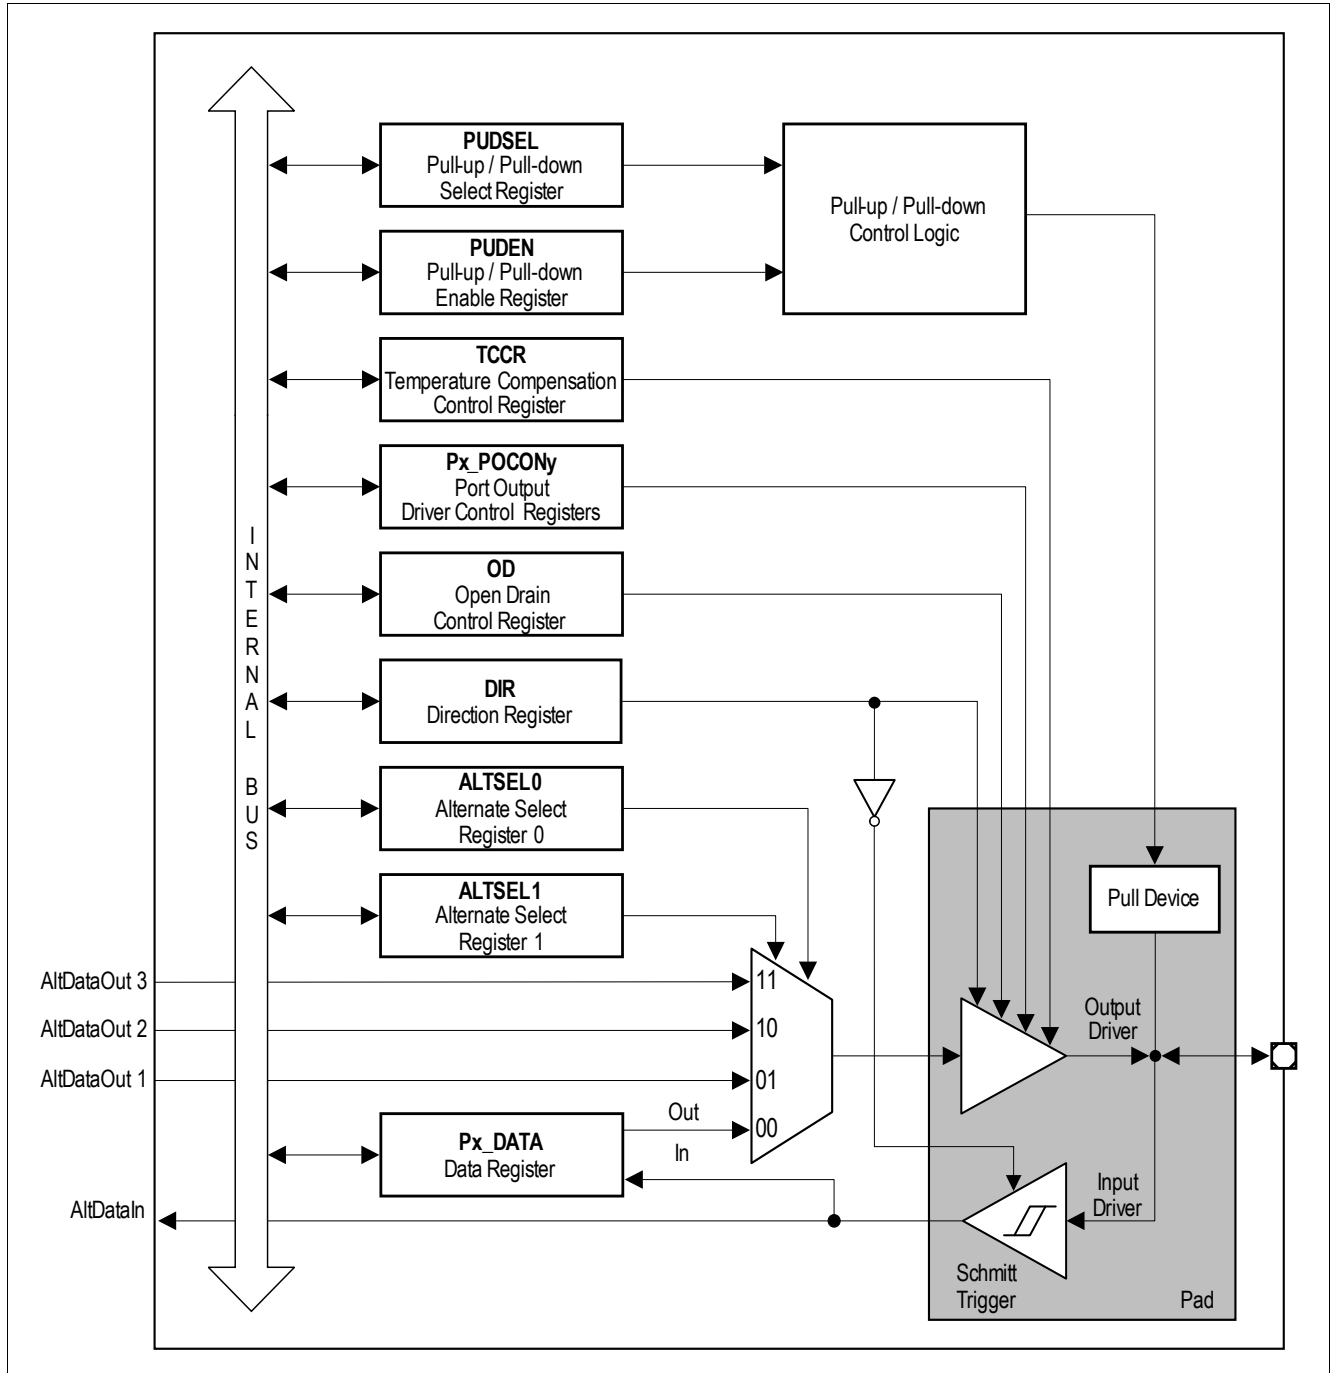 PUDSEL
Pull-up / Pull-down
Select Register
Pull-up / Pull-down
Control Logic
PUDEN
Pull-up / Pull-down
Enable Register
TCCR
Temperature Compensation
Control Register
Px_POCONy
Port Output
Driver Control Registers
OD
Open Drain
Control Register
DIR
Direction Register
INTERNAL BUS
ALTSEL0
Alternate Select
Register 0
ALTSEL1
Alternate Select
Register 1
Pull Device
AltDataOut 3
11
AltDataOut 2
10
Output
Driver
AltDataOut 1
01
Out
00
Px_DATA
Data Register
In
AltDataIn
Input
Driver
Schmitt
Trigger
Pad